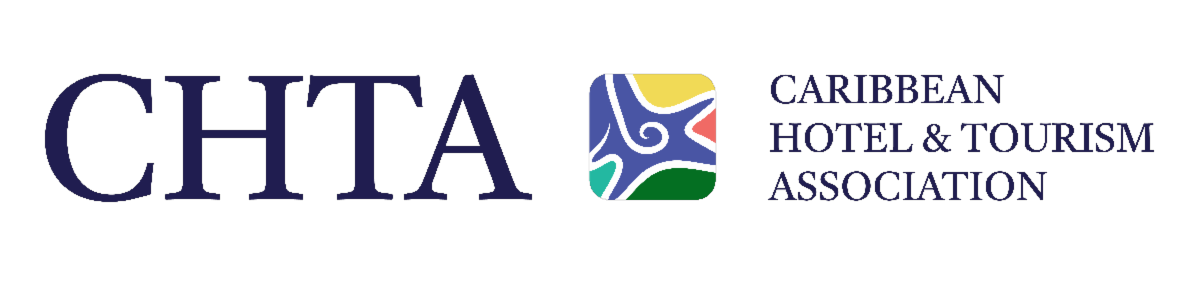 CHTA
CARIBBEAN
HOTEL & TOURISM
ASSOCIATION